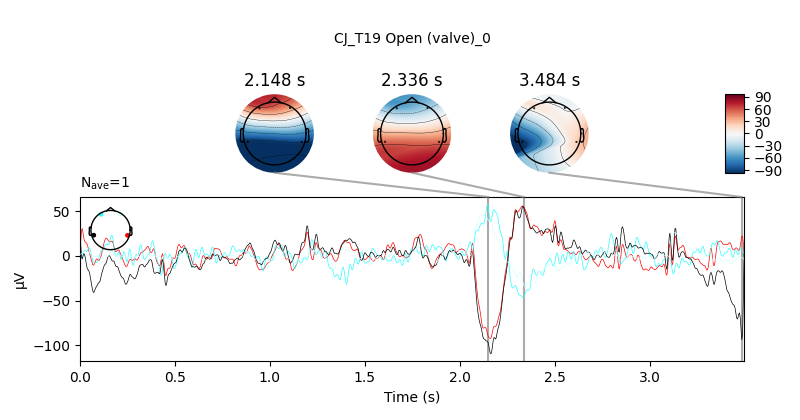 CJ_T19 Open (valve)_0
2.148 s 2.336 s 3.484 s
90
60
30
0
−30
−60
−90
Nave=1
50
0
−50
−100
µV
0.0 0.5 1.0 1.5 2.0 2.5 3.0
Time (s)